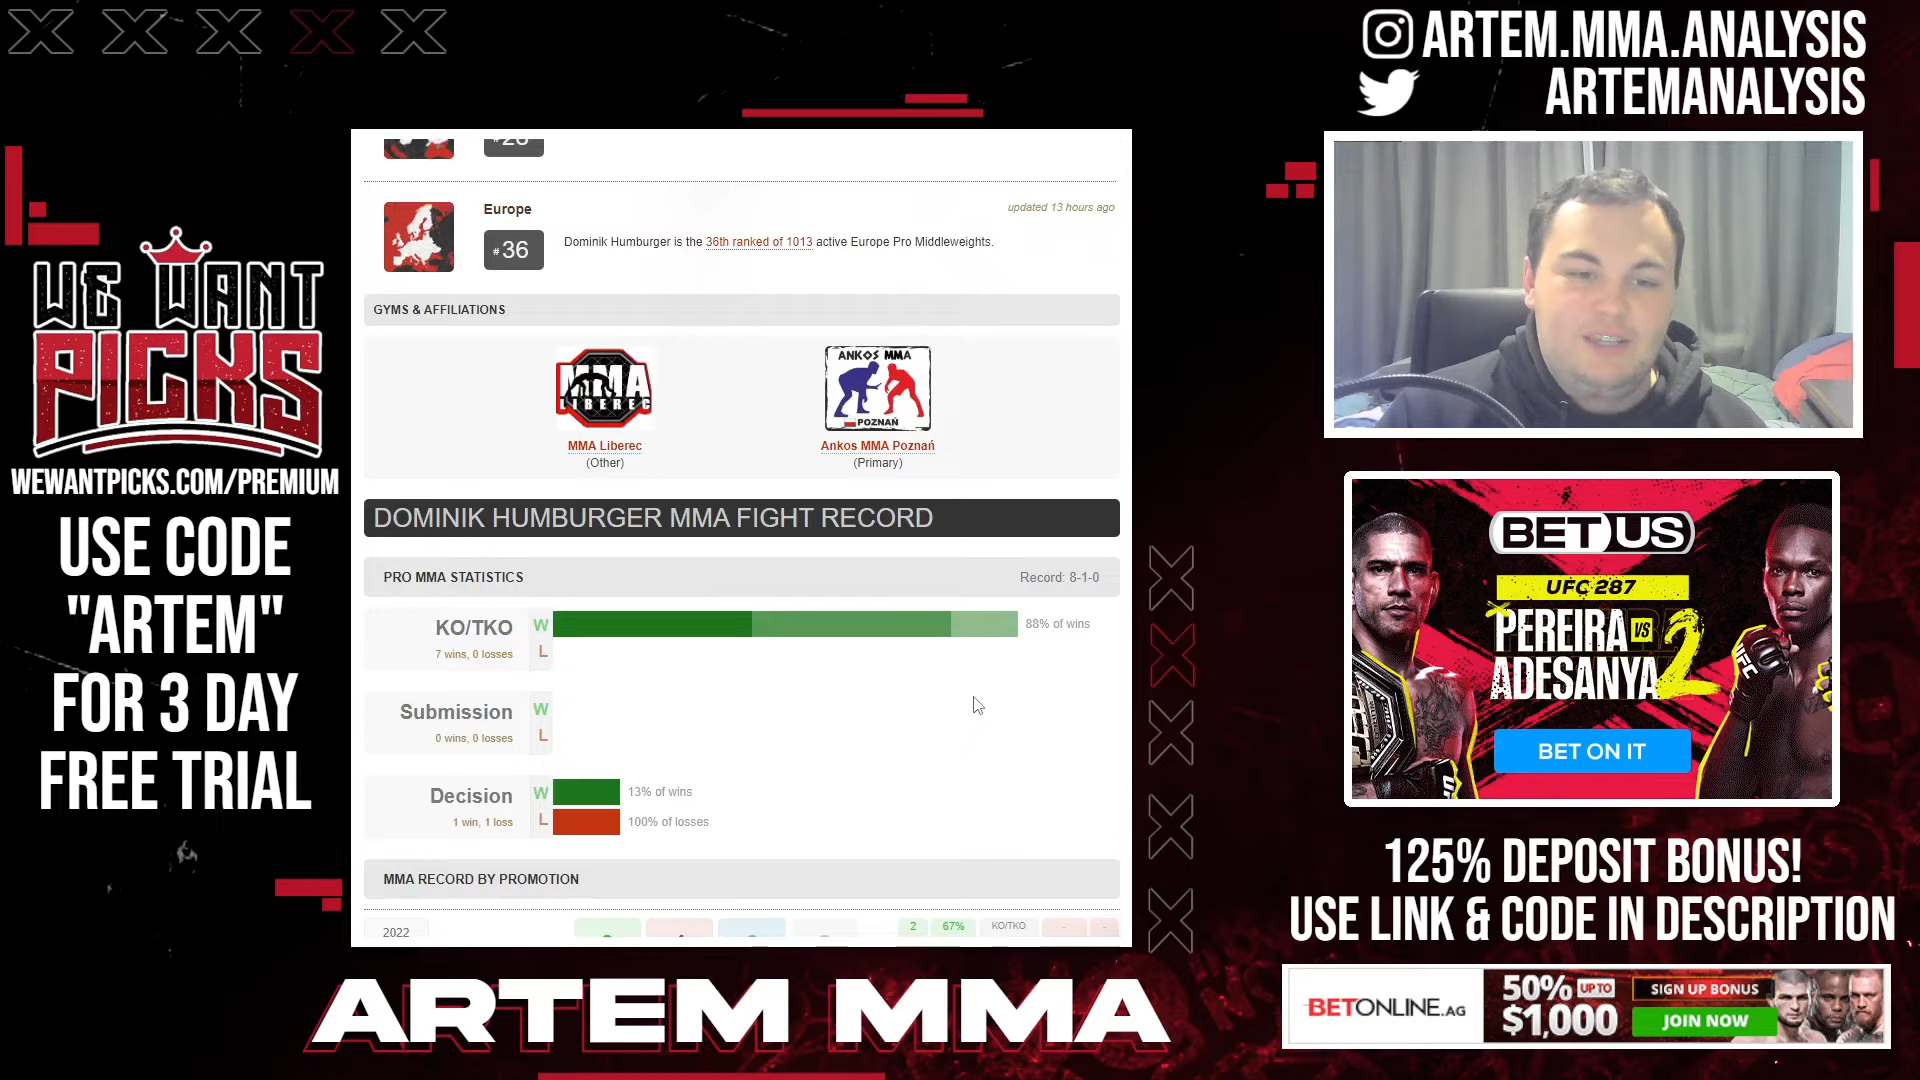 ARTEM.MMA.ANALYSIS
ARTEMANALYSIS
WE WANT
PICKS
WEWANTPICKS.COM/PREMIUM
USE CODE
"ARTEM"
FOR 3 DAY
FREE TRIAL
Europe
updated 13 hours ago
#36
Dominik Humburger is the 36th ranked of 1013 active Europe Pro Middleweights.
GYMS & AFFILIATIONS
MMA
LIBEREC
ANKOS MMA
POZNAŃ
MMA Liberec
Ankos MMA Poznań
(Other)
(Primary)
DOMINIK HUMBURGER MMA FIGHT RECORD
PRO MMA STATISTICS
Record: 8-1-0
KO/TKO
W
88% of wins
7 wins, 0 losses
L
Submission
W
0 wins, 0 losses
L
Decision
W
13% of wins
1 win, 1 loss
L
100% of losses
MMA RECORD BY PROMOTION
2022
2
67%
KO/TKO
-
-
BETUS
UFC 287
PEREIRA VS 2
ADESANYA
UFC
BET ON IT
125% DEPOSIT BONUS!
USE LINK & CODE IN DESCRIPTION
BETONLINE.AG
50% UP TO
$1,000
SIGN UP BONUS
JOIN NOW
ARTEM MMA